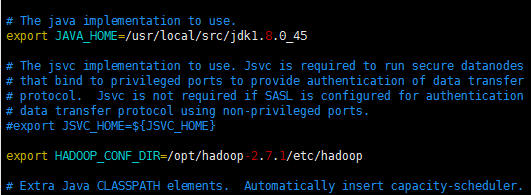 # The java implementation to use.
export JAVA_HOME=/usr/local/src/jdk1.8.0_45
# The jsvc implementation to use. Jsvc is required to run secure datanodes
# that bind to privileged ports to provide authentication of data transfer
# protocol.  Jsvc is not required if SASL is configured for authentication
# data transfer protocol using non-privileged ports.
#export JSVC_HOME=${JSVC_HOME}
export HADOOP_CONF_DIR=/opt/hadoop-2.7.1/etc/hadoop
# Extra Java CLASSPATH elements.  Automatically insert capacity-scheduler.